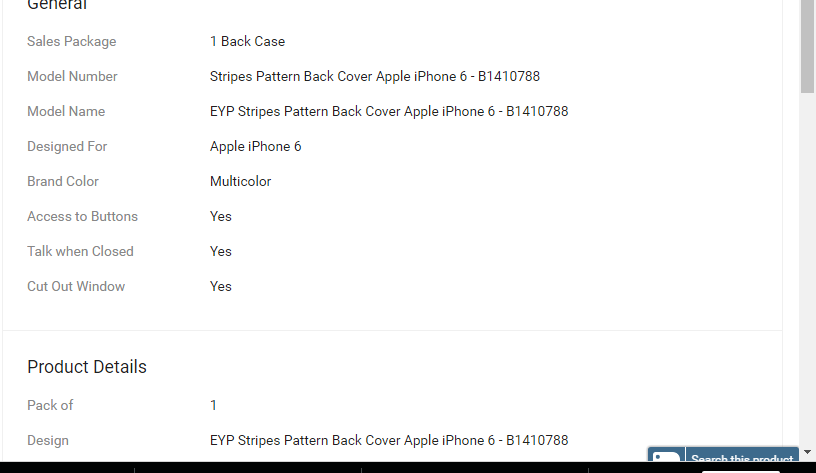 General
Sales Package 1 Back Case
Model Number Stripes Pattern Back Cover Apple iPhone 6 - B1410788
Model Name EYP Stripes Pattern Back Cover Apple iPhone 6 - B1410788
Designed For Apple iPhone 6
Brand Color Multicolor
Access to Buttons Yes
Talk when Closed Yes
Cut Out Window Yes
Product Details
Pack of 1
Design EYP Stripes Pattern Back Cover Apple iPhone 6 - B1410788
Search this product